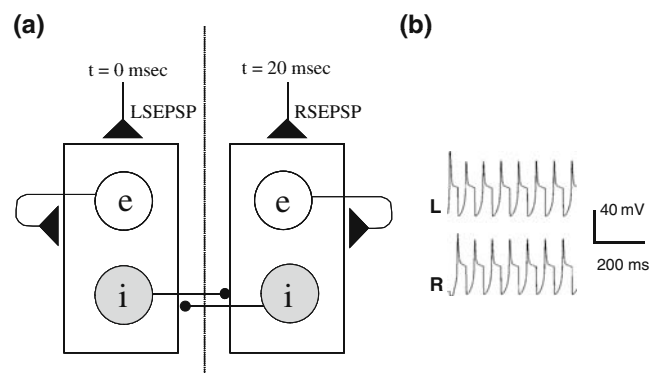 (a)
(b)
t = 0 msec
t = 20 msec
LSEPSP
RSEPSP
e
e
i
i
L
R
40 mV
200 ms